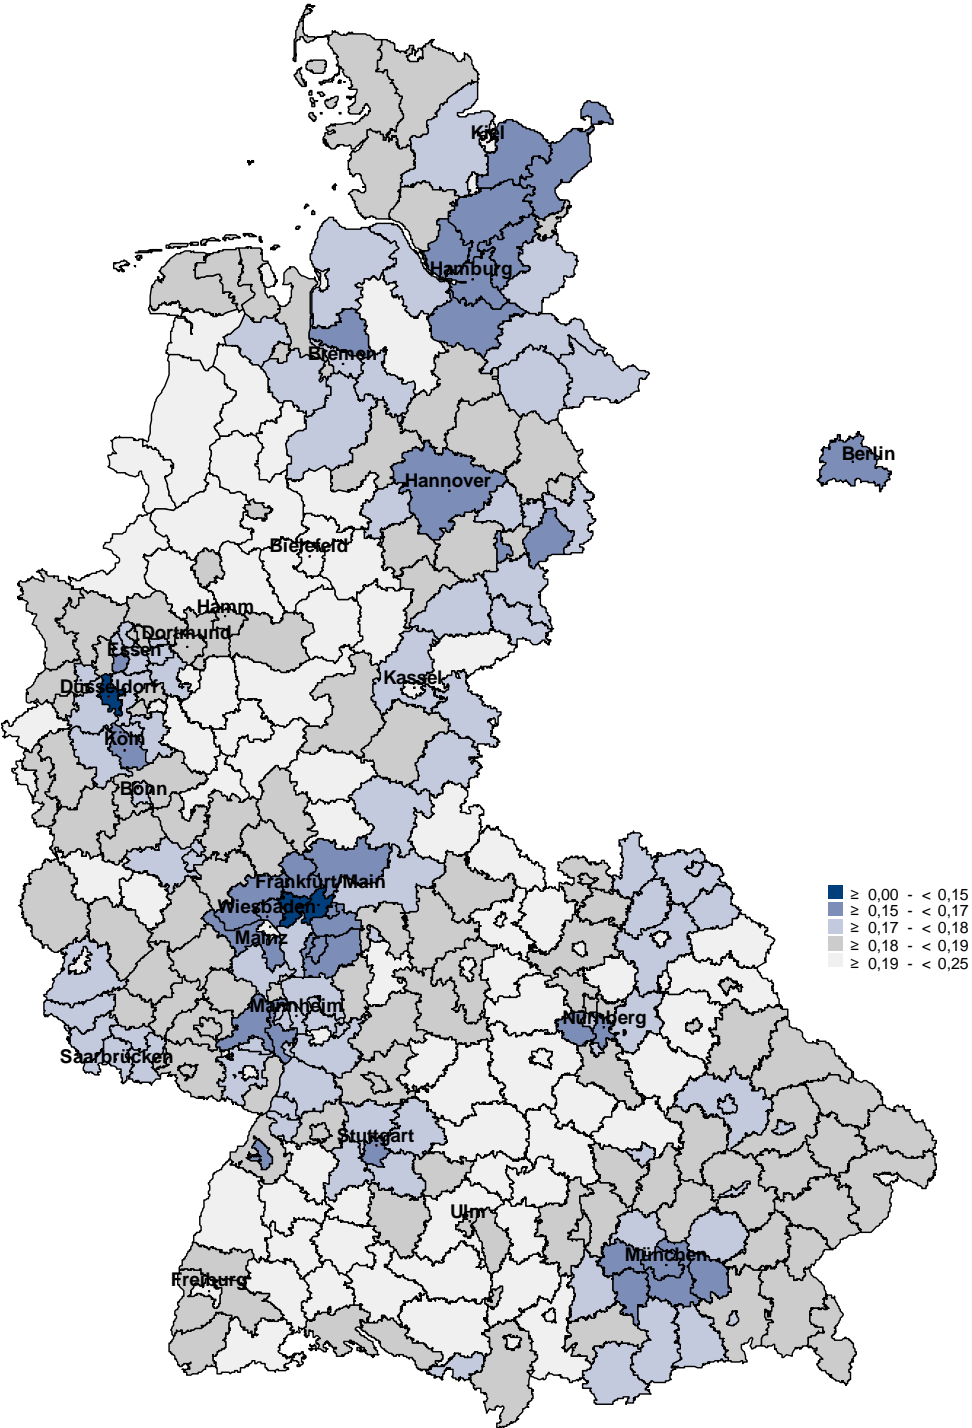 Kiel
Hamburg
Bremen
Berlin
Hannover
Bielefeld
Hamm
Dortmund
Essen
Kassel
Düsseldorf
Köln
Bonn
Frankfurt/Main
Wiesbaden
Mainz
Mannheim
Nürnberg
Saarbrücken
Stuttgart
Ulm
München
Freiburg
≥ 0,00 - < 0,15
≥ 0,15 - < 0,17
≥ 0,17 - < 0,18
≥ 0,18 - < 0,19
≥ 0,19 - < 0,25